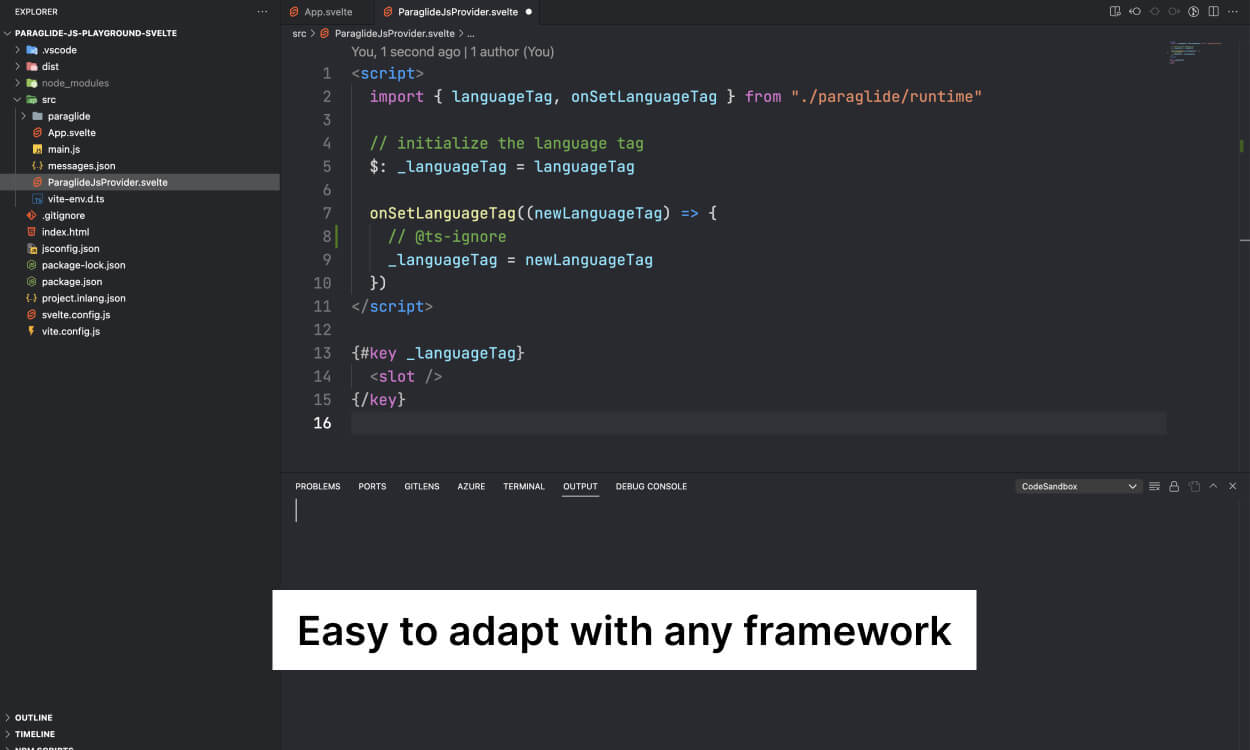 EXPLORER
PARAGLIDE-JS-PLAYGROUND-SVELTE
.vscode
dist
node_modules
src
paraglide
App.svelte
main.js
messages.json
ParaglideJsProvider.svelte
vite-env.d.ts
.gitignore
index.html
jsconfig.json
package-lock.json
package.json
project.inlang.json
svelte.config.js
vite.config.js
OUTLINE
TIMELINE
NPM SCRIPTS
App.svelte
ParaglideJsProvider.svelte
src > ParaglideJsProvider.svelte > ...
You, 1 second ago | 1 author (You)
1 <script>
2 import { languageTag, onSetLanguageTag } from "./paraglide/runtime"
3
4 // initialize the language tag
5 $: _languageTag = languageTag
6
7 onSetLanguageTag((newLanguageTag) => {
8 // @ts-ignore
9 _languageTag = newLanguageTag
10 })
11 </script>
12
13 {#key _languageTag}
14 <slot />
15 {/key}
16
PROBLEMS PORTS GITLENS AZURE TERMINAL OUTPUT DEBUG CONSOLE
CodeSandbox
Easy to adapt with any framework